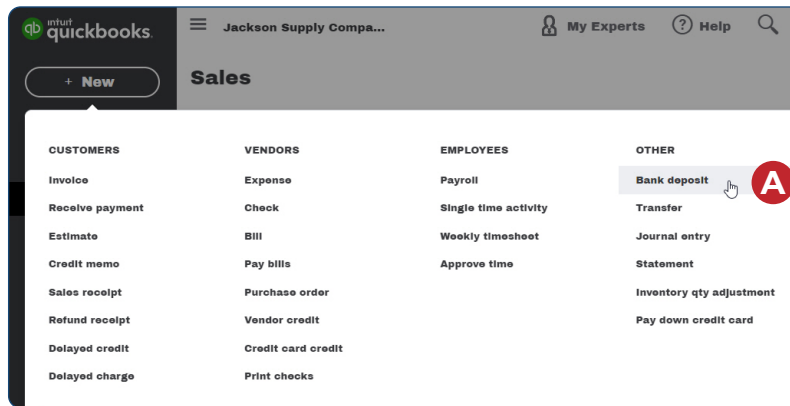 qb intuit quickbooks.
Jackson Supply Compa...
My Experts
? Help
+ New
Sales
CUSTOMERS
Invoice
Receive payment
Estimate
Credit memo
Sales receipt
Refund receipt
Delayed credit
Delayed charge
VENDORS
Expense
Check
Bill
Pay bills
Purchase order
Vendor credit
Credit card credit
Print checks
EMPLOYEES
Payroll
Single time activity
Weekly timesheet
Approve time
OTHER
Bank deposit
A
Transfer
Journal entry
Statement
Inventory qty adjustment
Pay down credit card